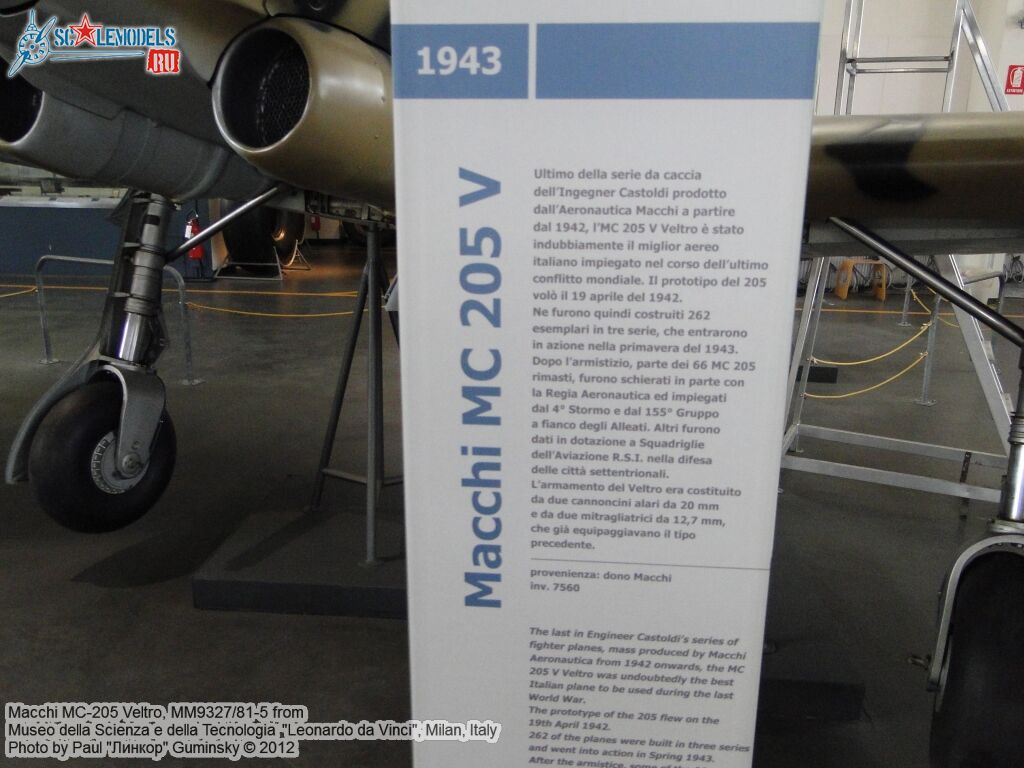 SCALEMODELS
RU
1943
Macchi MC 205 V
Ultimo della serie da caccia
dell'Ingegner Castoldi prodotto
dall'Aeronautica Macchi a partire
dal 1942, l'MC 205 V Veltro è stato
indubbiamente il miglior aereo
italiano impiegato nel corso dell'ultimo
conflitto mondiale. Il prototipo del 205
volò il 19 aprile del 1942.
Ne furono quindi costruiti 262
esemplari in tre serie, che entrarono
in azione nella primavera del 1943.
Dopo l'armistizio, parte dei 66 MC 205
rimasti, furono schierati in parte con
la Regia Aeronautica ed impiegati
dal 4° Stormo e dal 155° Gruppo
a fianco degli Alleati. Altri furono
dati in dotazione a Squadriglie
dell'Aviazione R.S.I. nella difesa
delle città settentrionali.
L'armamento del Veltro era costituito
da due cannoncini alari da 20 mm
e da due mitragliatrici da 12,7 mm,
che già equipaggiavano il tipo
precedente.
provenienza: dono Macchi
inv. 7560
The last in Engineer Castoldi's series of
fighter planes, mass produced by Macchi
Aeronautica from 1942 onwards, the MC
205 V Veltro was undoubtedly the best
Italian plane to be used during the last
World War.
The prototype of the 205 flew on the
19th April 1942.
262 of the planes were built in three series
and went into action in Spring 1943.
After the armistice, some of the
Macchi MC-205 Veltro, MM9327/81-5 from
Museo della Scienza e della Tecnologia "Leonardo da Vinci", Milan, Italy
Photo by Paul "Линкор" Guminsky © 2012